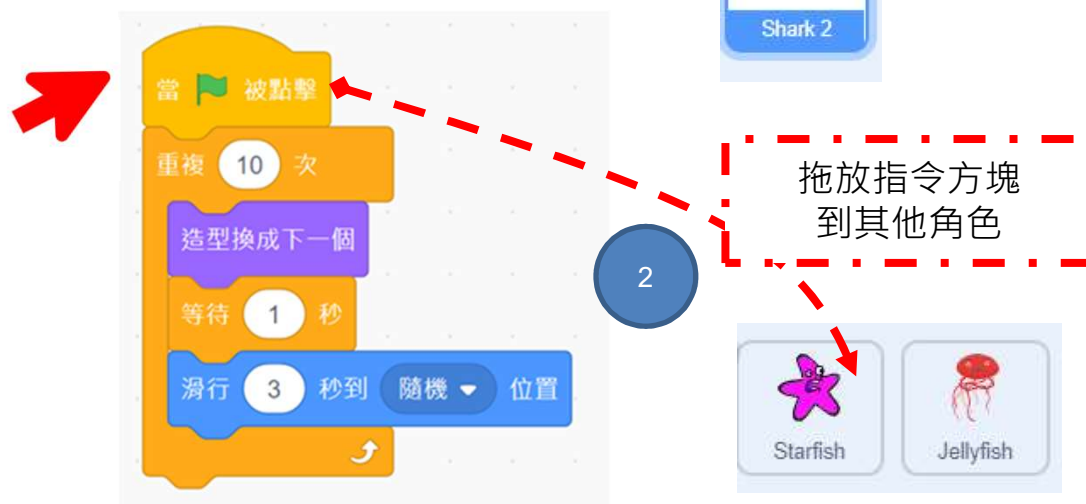 Shark 2
當 被點擊
重複 10 次
造型換成下一個
等待 1 秒
滑行 3 秒到 隨機 位置
拖放指令方塊
到其他角色
2
Starfish
Jellyfish